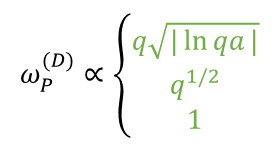 q√|ln qa|
ω_P^(D) ∝ { q^1/2
1